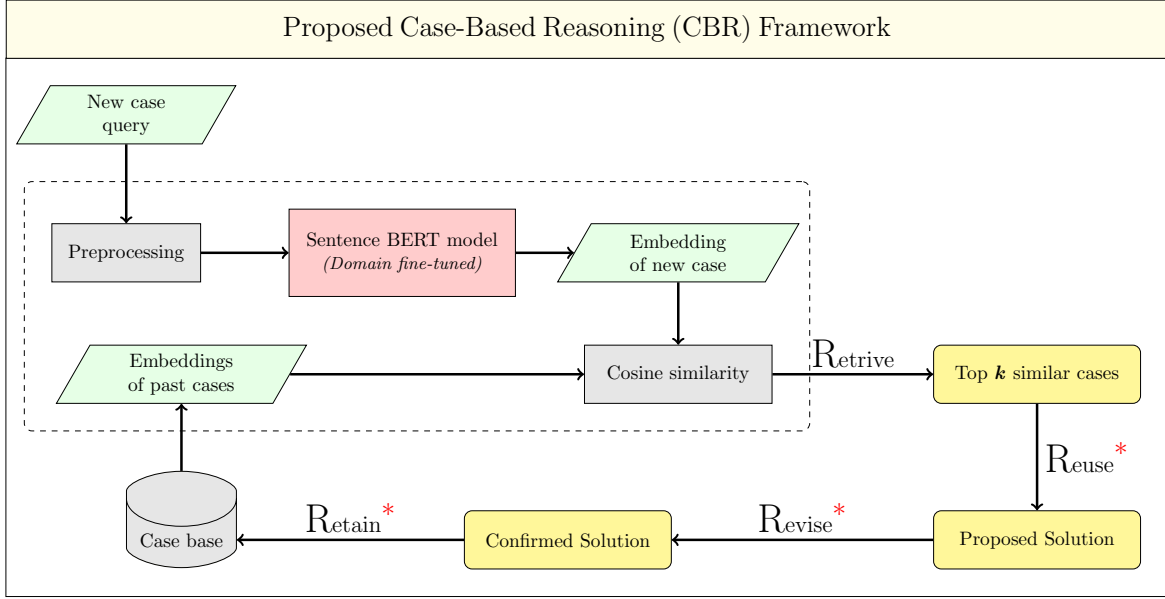 Proposed Case-Based Reasoning (CBR) Framework
New case
query
Preprocessing
Sentence BERT model
(Domain fine-tuned)
Embedding
of new case
Embeddings
of past cases
Cosine similarity
Retrive
Top k similar cases
Reuse*
Case base
Retain*
Confirmed Solution
Revise*
Proposed Solution